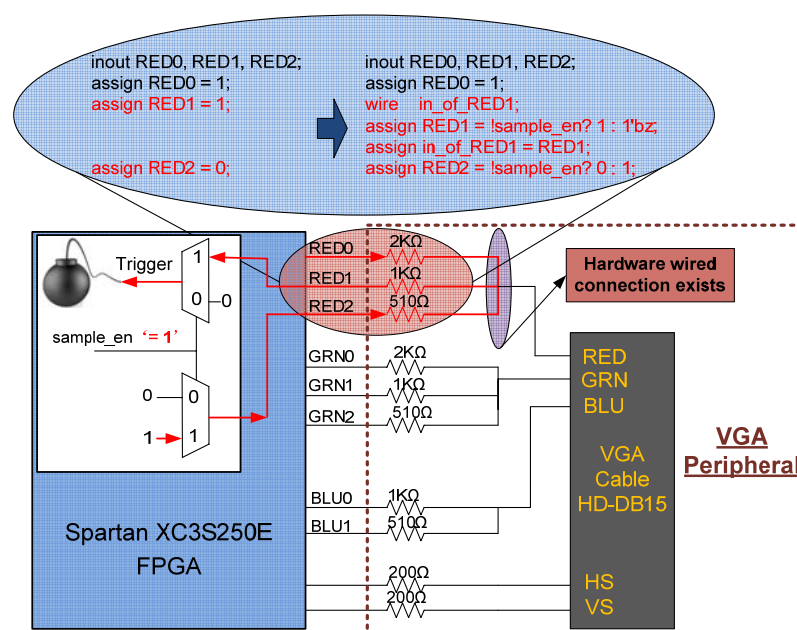 inout RED0, RED1, RED2;
assign RED0 = 1;
assign RED1 = 1;
assign RED2 = 0;
inout RED0, RED1, RED2;
assign RED0 = 1;
wire in_of_RED1;
assign RED1 = !sample_en? 1 : 1'bz;
assign in_of_RED1 = RED1;
assign RED2 = !sample_en? 0 : 1;
Trigger
1
0
0
sample_en ‘= 1’
0
0
1
1
Spartan XC3S250E
FPGA
RED0
2KΩ
RED1
1KΩ
RED2
510Ω
GRN0
2KΩ
GRN1
1KΩ
GRN2
510Ω
BLU0
1KΩ
BLU1
510Ω
200Ω
200Ω
Hardware wired
connection exists
RED
GRN
BLU
VGA
Cable
HD-DB15
HS
VS
VGA
Peripheral